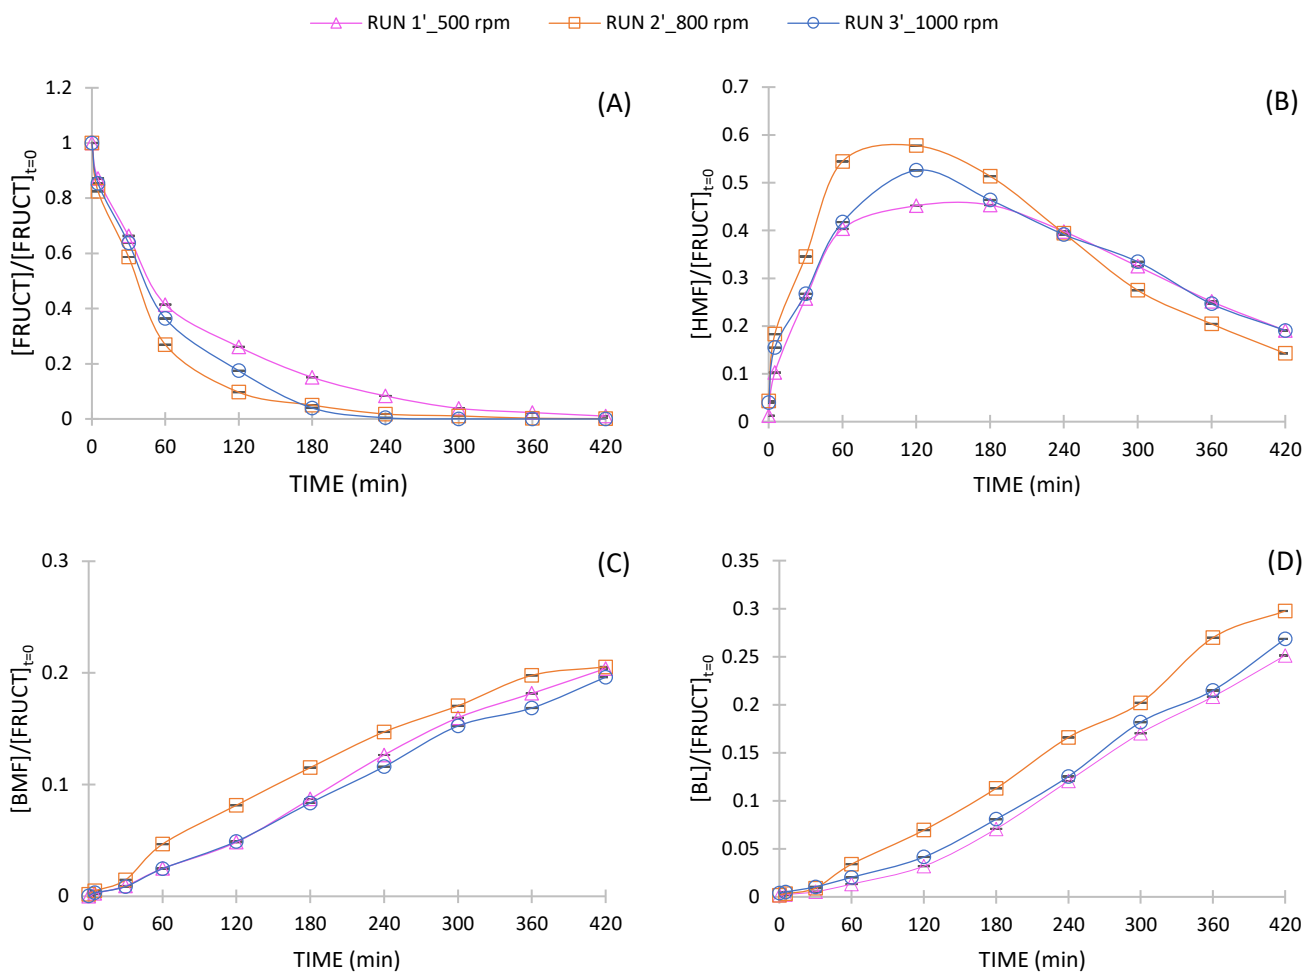 RUN 1'_500 rpm RUN 2'_800 rpm RUN 3'_1000 rpm
(A)
[FRUCT]/[FRUCT]t=0
1.2
1
0.8
0.6
0.4
0.2
0
0 60 120 180 240 300 360 420
TIME (min)
(B)
[HMF]/[FRUCT]t=0
0.7
0.6
0.5
0.4
0.3
0.2
0.1
0
0 60 120 180 240 300 360 420
TIME (min)
(C)
[BMF]/[FRUCT]t=0
0.3
0.2
0.1
0
0 60 120 180 240 300 360 420
TIME (min)
(D)
[BL]/[FRUCT]t=0
0.35
0.3
0.25
0.2
0.15
0.1
0.05
0
0 60 120 180 240 300 360 420
TIME (min)